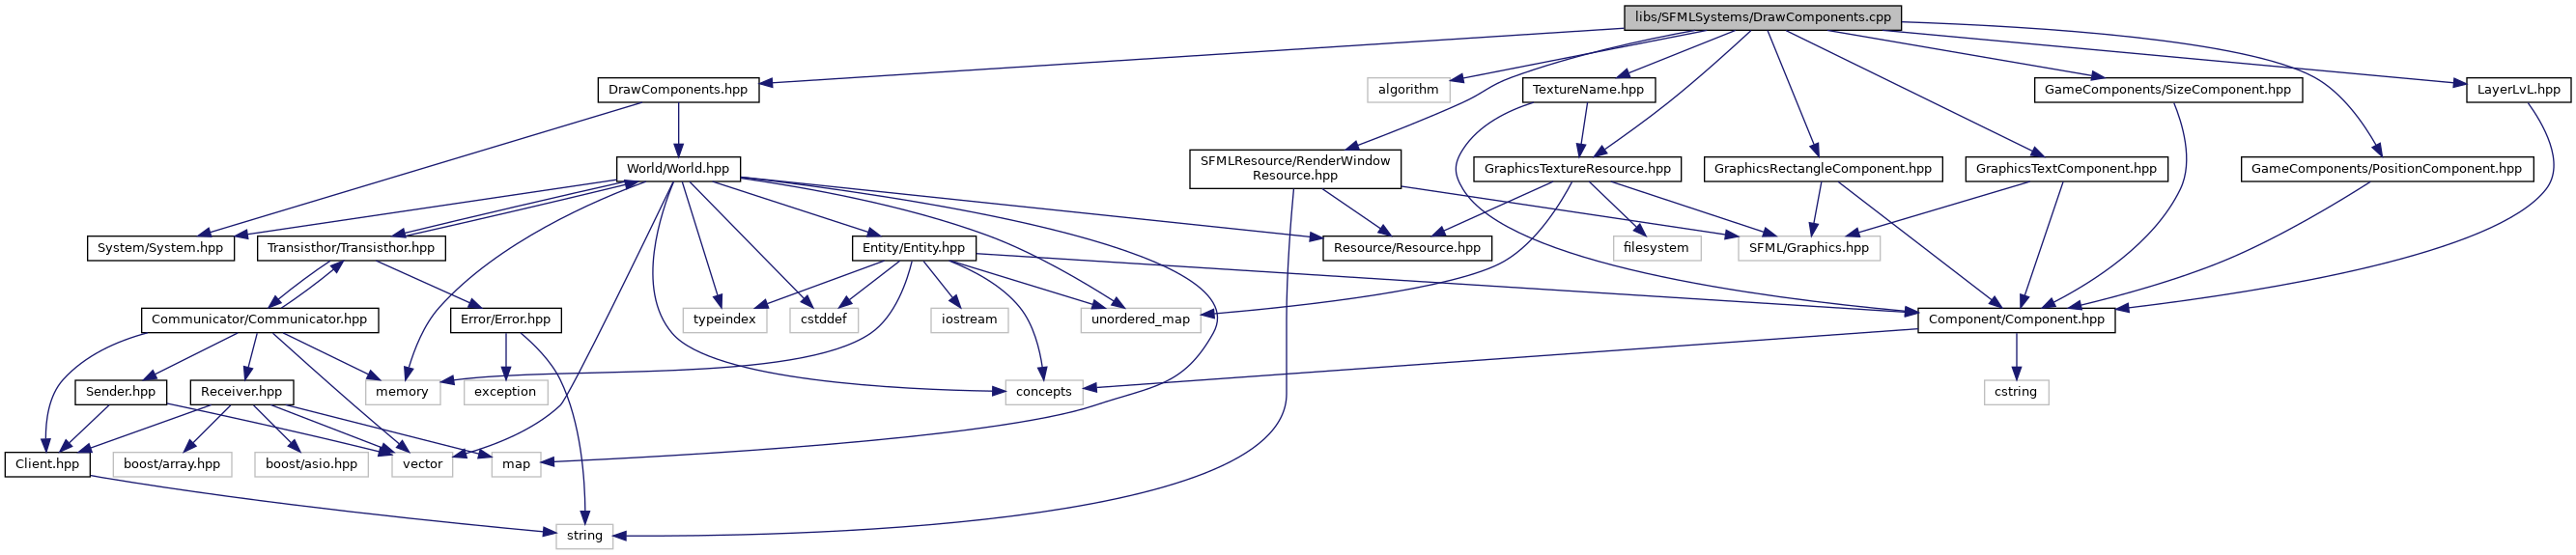 libs/SFMLSystems/DrawComponents.cpp
DrawComponents.hpp
algorithm
TextureName.hpp
GameComponents/SizeComponent.hpp
LayerLvL.hpp
World/World.hpp
SFMLResource/RenderWindow
Resource.hpp
GraphicsTextureResource.hpp
GraphicsRectangleComponent.hpp
GraphicsTextComponent.hpp
GameComponents/PositionComponent.hpp
System/System.hpp
Transisthor/Transisthor.hpp
Entity/Entity.hpp
Resource/Resource.hpp
filesystem
SFML/Graphics.hpp
Communicator/Communicator.hpp
Error/Error.hpp
typeindex
cstddef
iostream
unordered_map
Component/Component.hpp
Sender.hpp
Receiver.hpp
memory
exception
concepts
cstring
Client.hpp
boost/array.hpp
boost/asio.hpp
vector
map
string